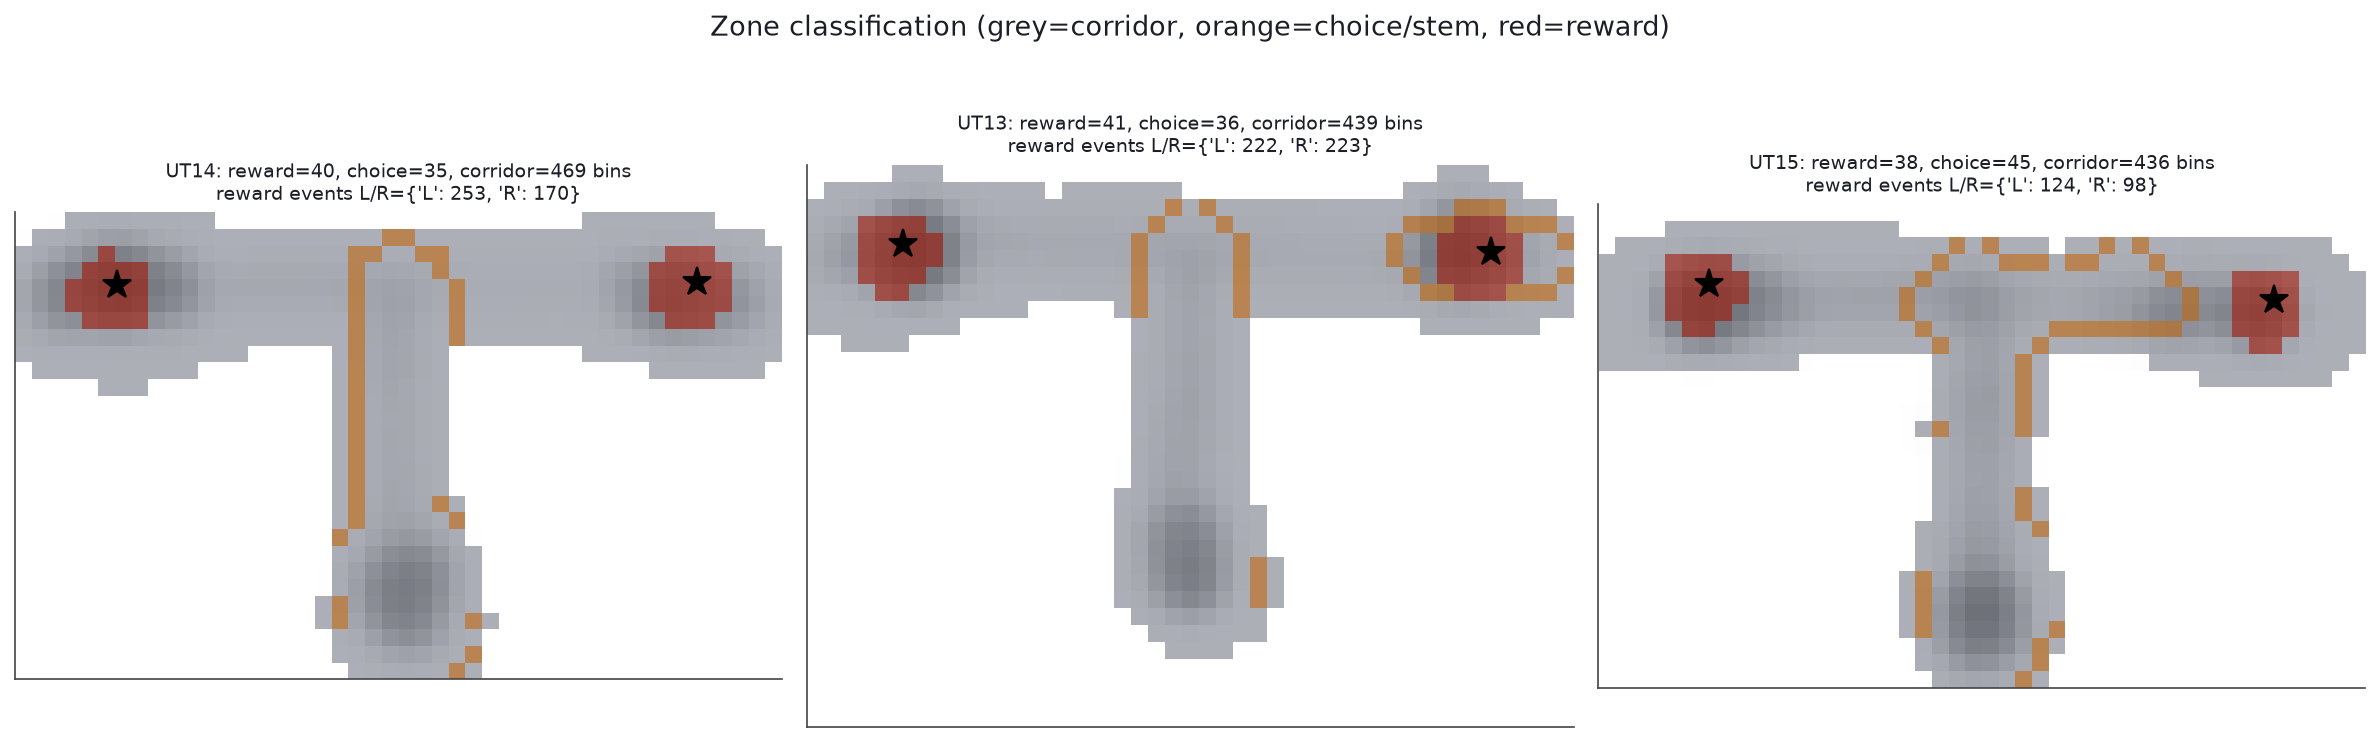 Zone classification (grey=corridor, orange=choice/stem, red=reward)
UT14: reward=40, choice=35, corridor=469 bins
reward events L/R={'L': 253, 'R': 170}
UT13: reward=41, choice=36, corridor=439 bins
reward events L/R={'L': 222, 'R': 223}
UT15: reward=38, choice=45, corridor=436 bins
reward events L/R={'L': 124, 'R': 98}